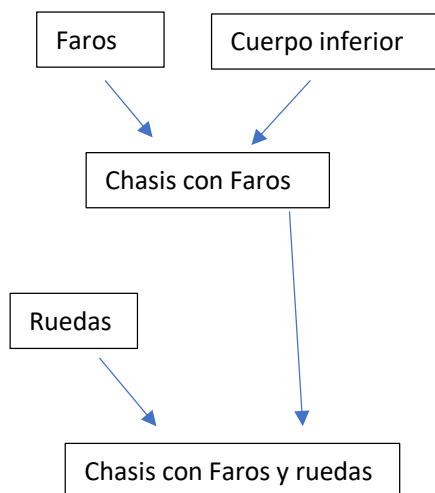 Faros
Cuerpo inferior
Chasis con Faros
Ruedas
Chasis con Faros y ruedas